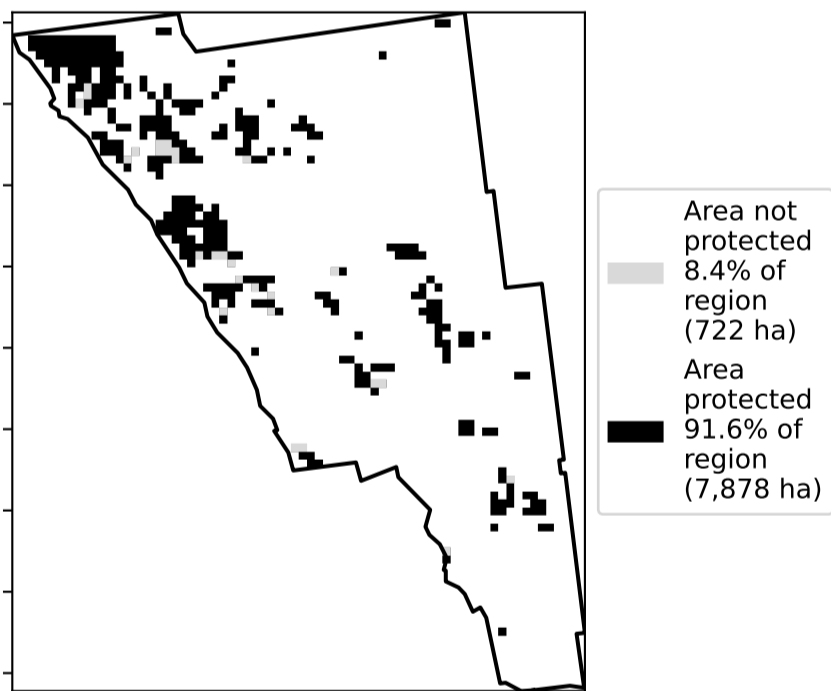 Area not
protected
8.4% of
region
(722 ha)
Area
protected
91.6% of
region
(7,878 ha)